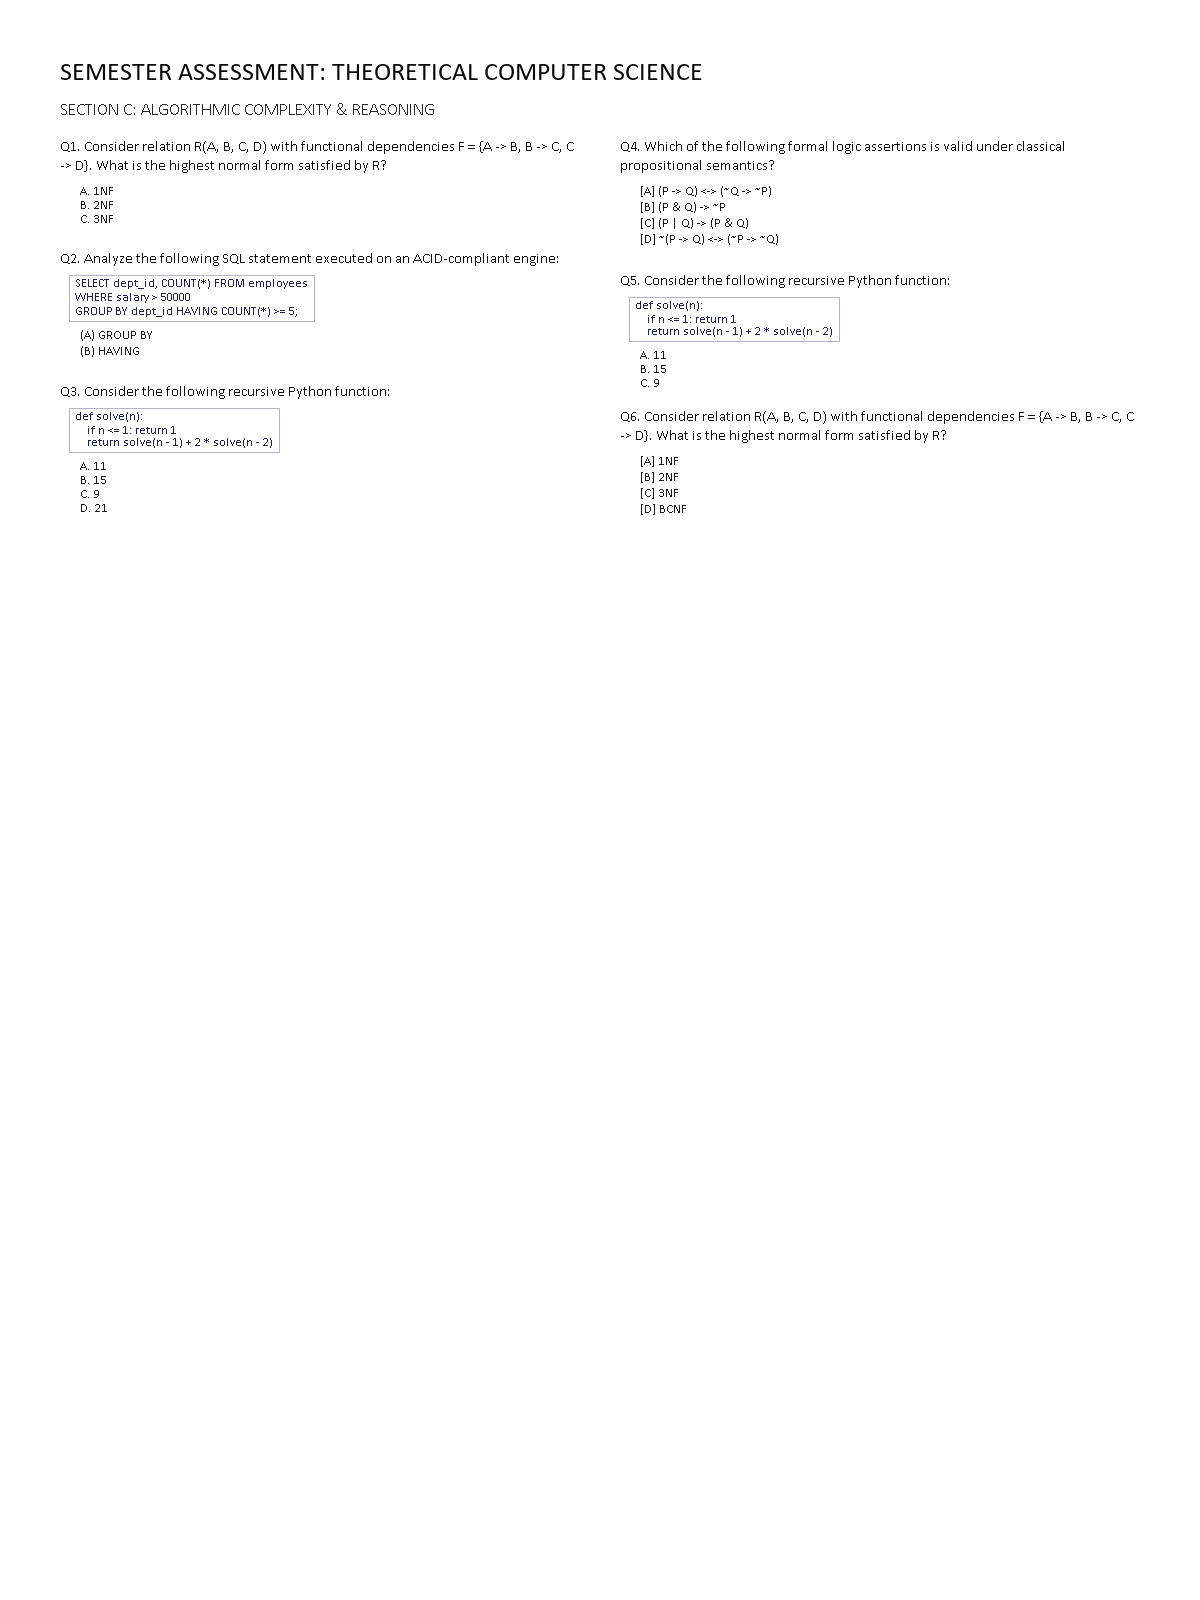 SEMESTER ASSESSMENT: THEORETICAL COMPUTER SCIENCE
SECTION C: ALGORITHMIC COMPLEXITY & REASONING
Q1. Consider relation R(A, B, C, D) with functional dependencies F = {A -> B, B -> C, C
-> D}. What is the highest normal form satisfied by R?
A. 1NF
B. 2NF
C. 3NF
Q2. Analyze the following SQL statement executed on an ACID-compliant engine:
SELECT dept_id, COUNT(*) FROM employees
WHERE salary > 50000
GROUP BY dept_id HAVING COUNT(*) >= 5;
(A) GROUP BY
(B) HAVING
Q3. Consider the following recursive Python function:
def solve(n):
    if n <= 1: return 1
    return solve(n - 1) + 2 * solve(n - 2)
A. 11
B. 15
C. 9
D. 21
Q4. Which of the following formal logic assertions is valid under classical
propositional semantics?
[A] (P -> Q) <-> (~Q -> ~P)
[B] (P & Q) -> ~P
[C] (P | Q) -> (P & Q)
[D] ~(P -> Q) <-> (~P -> ~Q)
Q5. Consider the following recursive Python function:
def solve(n):
    if n <= 1: return 1
    return solve(n - 1) + 2 * solve(n - 2)
A. 11
B. 15
C. 9
Q6. Consider relation R(A, B, C, D) with functional dependencies F = {A -> B, B -> C, C
-> D}. What is the highest normal form satisfied by R?
[A] 1NF
[B] 2NF
[C] 3NF
[D] BCNF